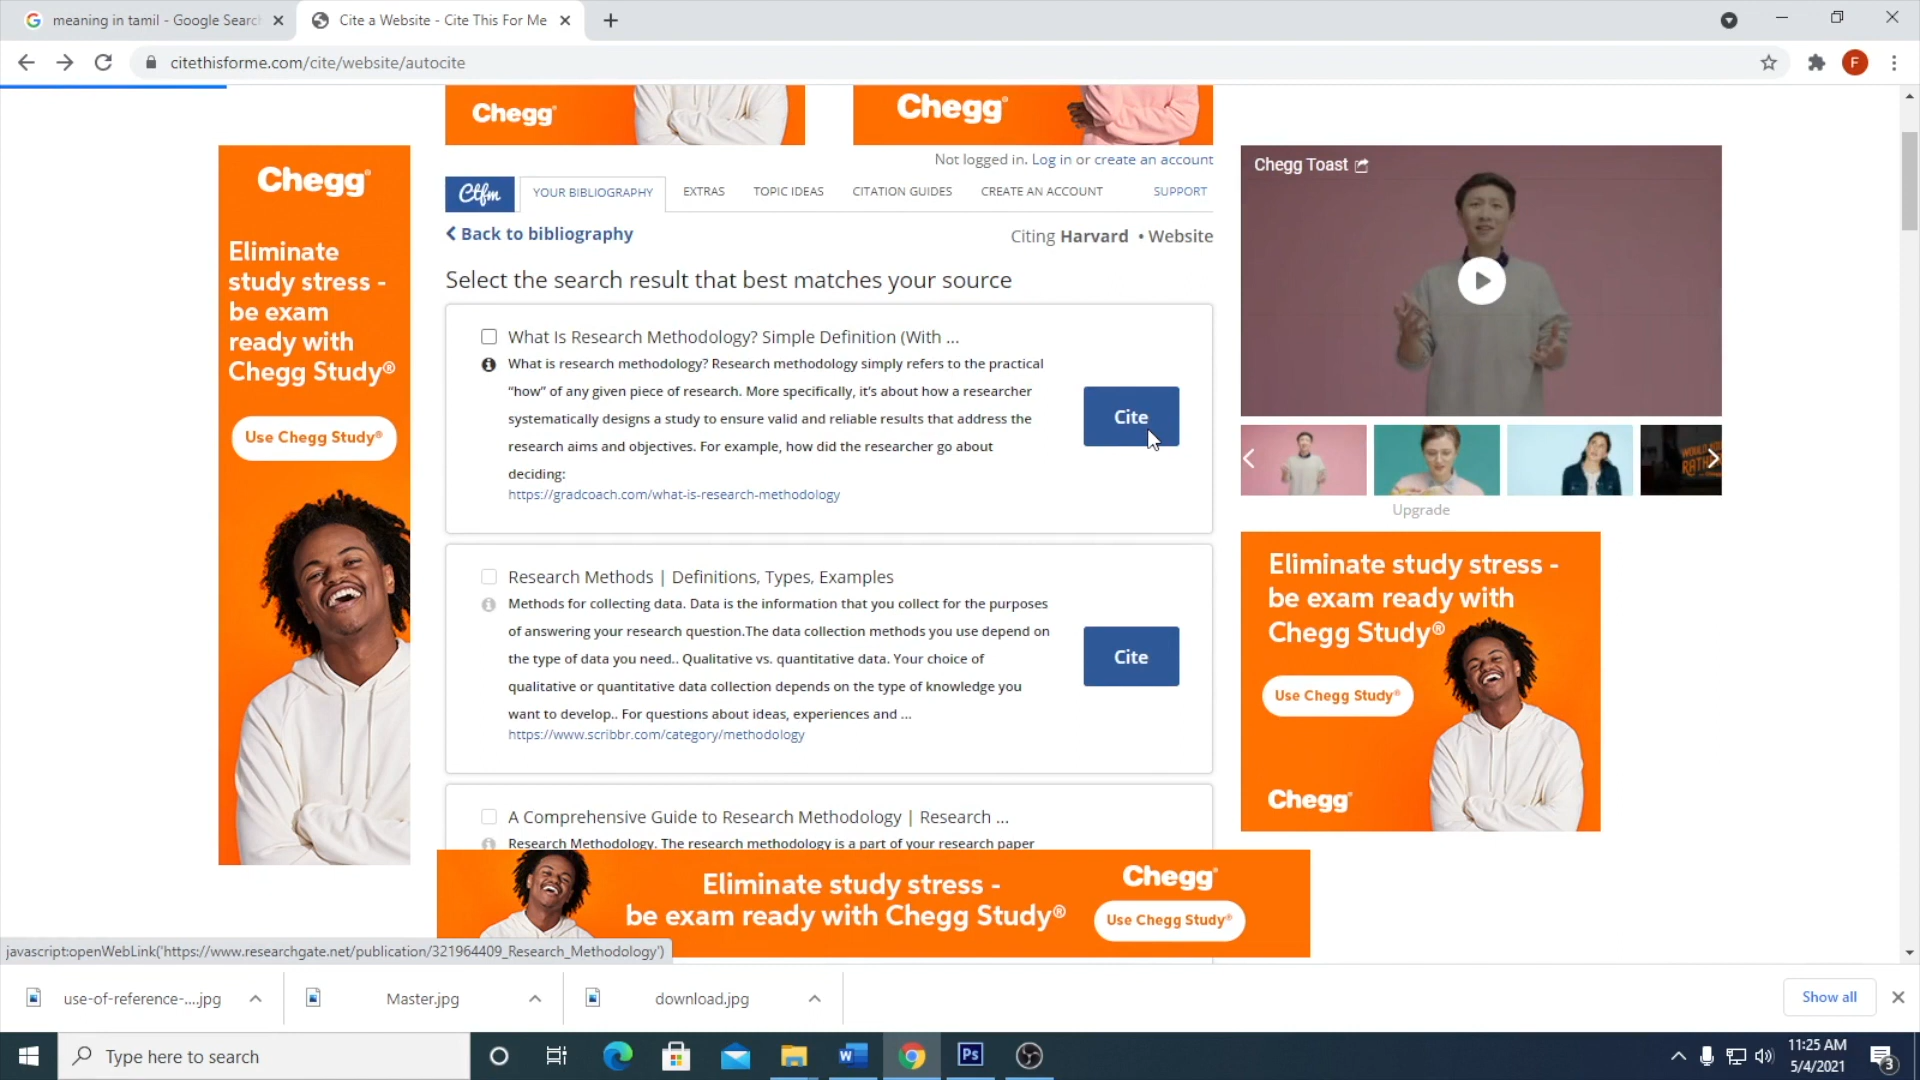 meaning in tamil - Google Search
Cite a Website - Cite This For Me
citethisforme.com/cite/website/autocite
F
Chegg®
Chegg®
Not logged in. Log in or create an account
Ctfm
YOUR BIBLIOGRAPHY
EXTRAS
TOPIC IDEAS
CITATION GUIDES
CREATE AN ACCOUNT
SUPPORT
Back to bibliography
Citing Harvard • Website
Select the search result that best matches your source
What Is Research Methodology? Simple Definition (With ...
What is research methodology? Research methodology simply refers to the practical
“how” of any given piece of research. More specifically, it’s about how a researcher
systematically designs a study to ensure valid and reliable results that address the
research aims and objectives. For example, how did the researcher go about
deciding:
https://gradcoach.com/what-is-research-methodology
Cite
Research Methods | Definitions, Types, Examples
Methods for collecting data. Data is the information that you collect for the purposes
of answering your research question.The data collection methods you use depend on
the type of data you need.. Qualitative vs. quantitative data. Your choice of
qualitative or quantitative data collection depends on the type of knowledge you
want to develop.. For questions about ideas, experiences and ...
https://www.scribbr.com/category/methodology
Cite
A Comprehensive Guide to Research Methodology | Research ...
Research Methodology. The research methodology is a part of your research paper
Chegg®
Eliminate
study stress -
be exam
ready with
Chegg Study®
Use Chegg Study®
Chegg Toast
WOULD YOU
RATH
Upgrade
Eliminate study stress -
be exam ready with
Chegg Study®
Use Chegg Study®
Chegg®
Eliminate study stress -
be exam ready with Chegg Study®
Chegg®
Use Chegg Study®
javascript:openWebLink('https://www.researchgate.net/publication/321964409_Research_Methodology')
use-of-reference-....jpg
Master.jpg
download.jpg
Show all
Type here to search
W
Ps
11:25 AM
5/4/2021
3